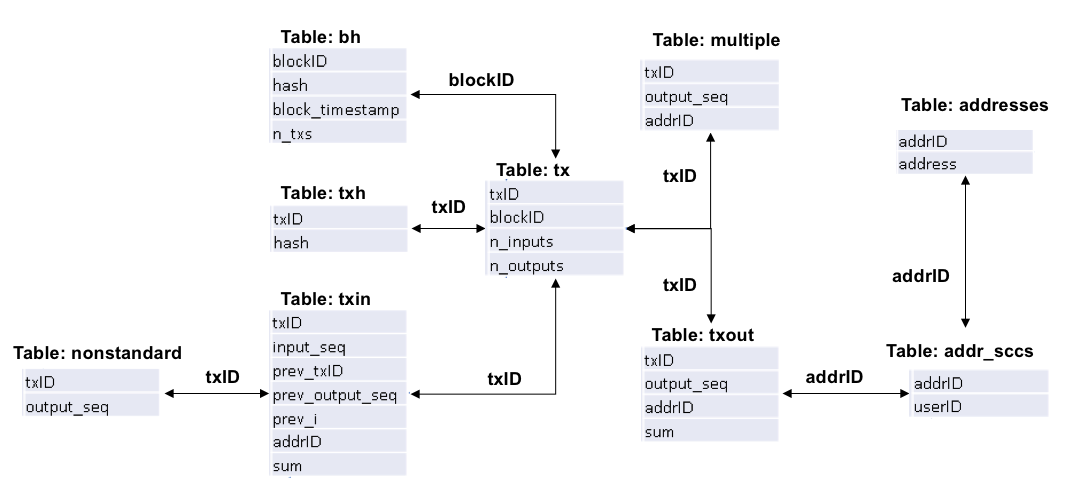 Table: bh
blockID
hash
block_timestamp
n_txs
blockID
Table: multiple
txID
output_seq
addrID
Table: addresses
addrID
address
Table: txh
txID
hash
txID
Table: tx
txID
blockID
n_inputs
n_outputs
txID
txID
addrID
Table: nonstandard
txID
output_seq
txID
Table: txin
txID
input_seq
prev_txID
prev_output_seq
prev_i
addrID
sum
txID
Table: txout
txID
output_seq
addrID
sum
addrID
Table: addr_sccs
addrID
userID